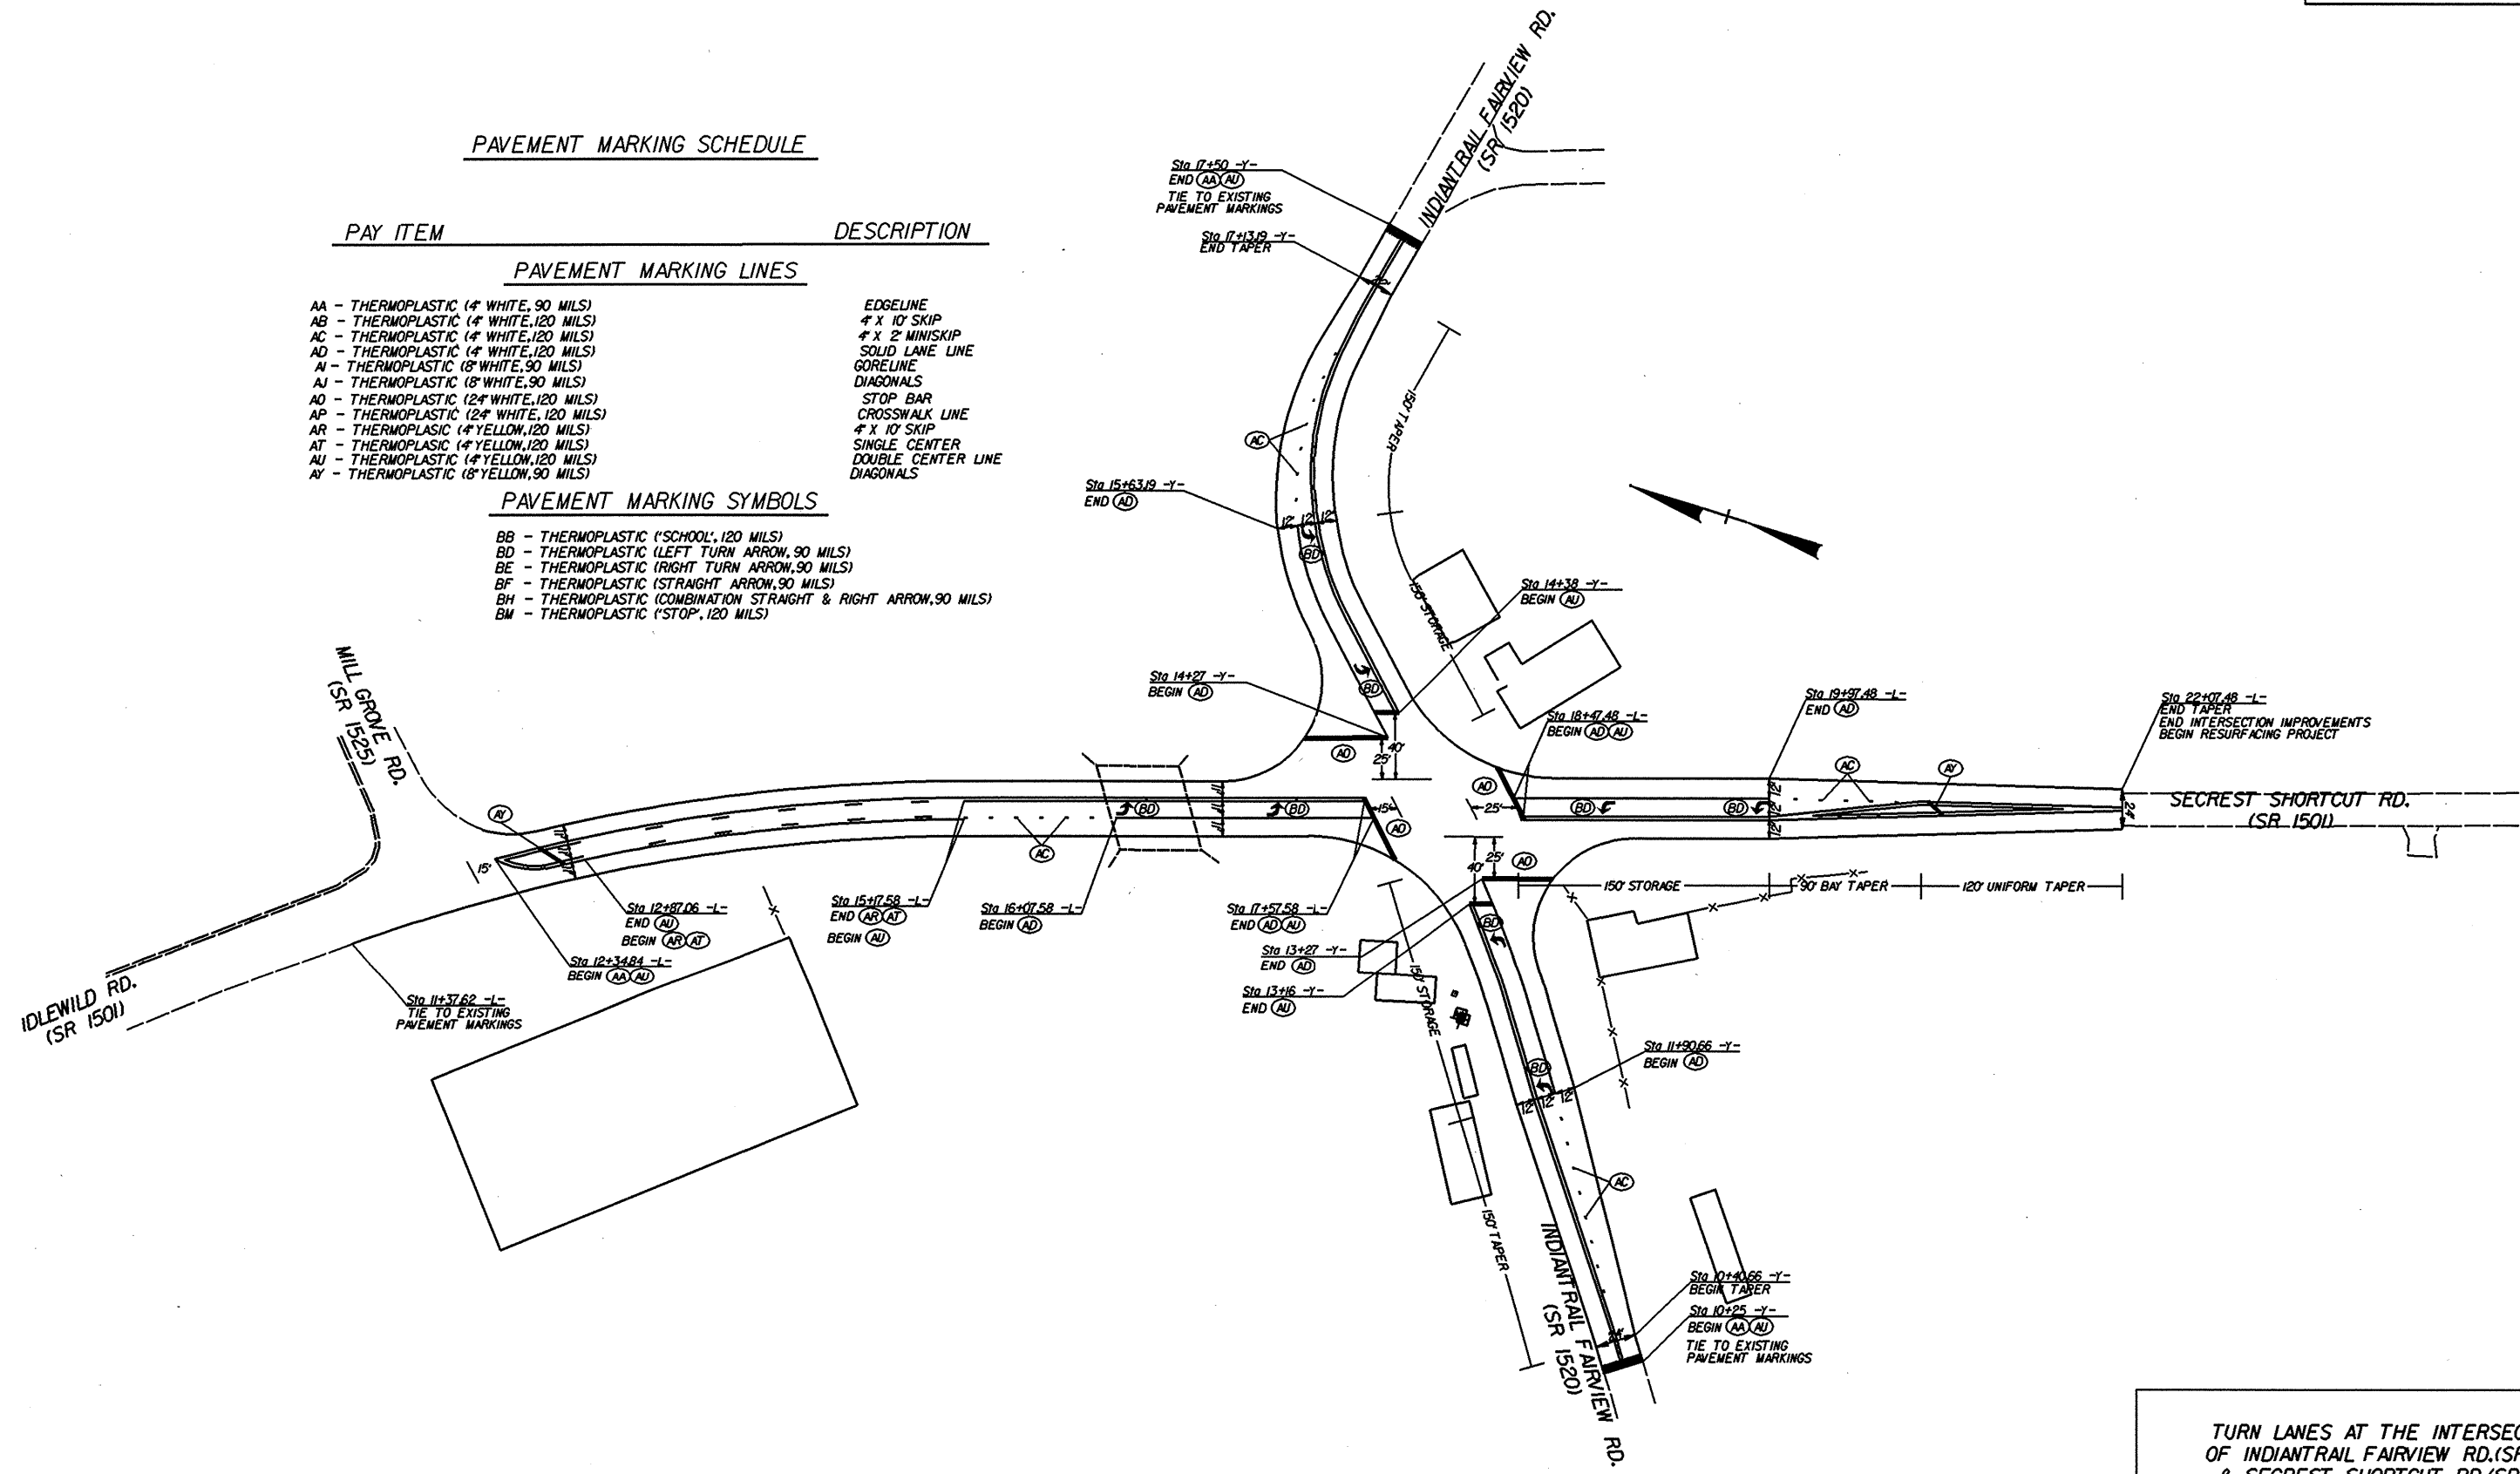 PAVEMENT MARKING SCHEDULE
PAY ITEM DESCRIPTION
PAVEMENT MARKING LINES
AA - THERMOPLASTIC (4" WHITE, 90 MILS) EDGELINE
AB - THERMOPLASTIC (4" WHITE,120 MILS) 4" X 10' SKIP
AC - THERMOPLASTIC (4" WHITE,120 MILS) 4" X 2' MINISKIP
AD - THERMOPLASTIC (4" WHITE,120 MILS) SOLID LANE LINE
AI - THERMOPLASTIC (8" WHITE,90 MILS) GORELINE
AJ - THERMOPLASTIC (8" WHITE,90 MILS) DIAGONALS
AO - THERMOPLASTIC (24" WHITE,120 MILS) STOP BAR
AP - THERMOPLASTIC (24" WHITE,120 MILS) CROSSWALK LINE
AR - THERMOPLASIC (4" YELLOW,120 MILS) 4" X 10' SKIP
AT - THERMOPLASIC (4" YELLOW,120 MILS) SINGLE CENTER
AU - THERMOPLASTIC (4" YELLOW,120 MILS) DOUBLE CENTER LINE
AY - THERMOPLASTIC (8" YELLOW,90 MILS) DIAGONALS
PAVEMENT MARKING SYMBOLS
BB - THERMOPLASTIC ("SCHOOL", 120 MILS)
BD - THERMOPLASTIC (LEFT TURN ARROW, 90 MILS)
BE - THERMOPLASTIC (RIGHT TURN ARROW,90 MILS)
BF - THERMOPLASTIC (STRAIGHT ARROW,90 MILS)
BH - THERMOPLASTIC (COMBINATION STRAIGHT & RIGHT ARROW,90 MILS)
BM - THERMOPLASTIC ("STOP", 120 MILS)
INDIANTRAIL FAIRVIEW RD.
(SR 1520)
Sta 17+50 -Y-
END AA AU
TIE TO EXISTING
PAVEMENT MARKINGS
Sta 17+13.19 -Y-
END TAPER
150' TAPER
AC
Sta 15+63.19 -Y-
END AD
12' 12' 12'
BD
150' STORAGE
Sta 14+38 -Y-
BEGIN AU
Sta 14+27 -Y-
BEGIN AD
BD
AO
25'
40'
Sta 18+47.48 -L-
BEGIN AD AU
AO
25'
Sta 19+97.48 -L-
END AD
Sta 22+07.48 -L-
END TAPER
END INTERSECTION IMPROVEMENTS
BEGIN RESURFACING PROJECT
AC
AY
BD
BD
12' 12' 12'
24'
SECREST SHORTCUT RD.
(SR 1501)
150' STORAGE
90' BAY TAPER
120' UNIFORM TAPER
MILL GROVE RD.
(SR 1525)
AY
15'
11' 11' 11'
AC
BD
BD
11' 11' 11'
15'
AO
Sta 12+87.06 -L-
END AU
BEGIN AR AT
Sta 12+34.84 -L-
BEGIN AA AU
Sta 15+17.58 -L-
END AR AT
BEGIN AU
Sta 16+07.58 -L-
BEGIN AD
Sta 17+57.58 -L-
END AD AU
Sta 13+27 -Y-
END AD
Sta 13+16 -Y-
END AU
Sta 11+37.62 -L-
TIE TO EXISTING
PAVEMENT MARKINGS
IDLEWILD RD.
(SR 1501)
40'
25'
AO
BD
150' STORAGE
Sta 11+90.66 -Y-
BEGIN AD
BD
12' 12' 12'
AC
150' TAPER
INDIANTRAIL FAIRVIEW RD.
(SR 1520)
Sta 10+40.66 -Y-
BEGIN TAPER
Sta 10+25 -Y-
BEGIN AA AU
TIE TO EXISTING
PAVEMENT MARKINGS
TURN LANES AT THE INTERSEC
OF INDIANTRAIL FAIRVIEW RD.(SR
& SECREST SHORTCUT RD.(SR